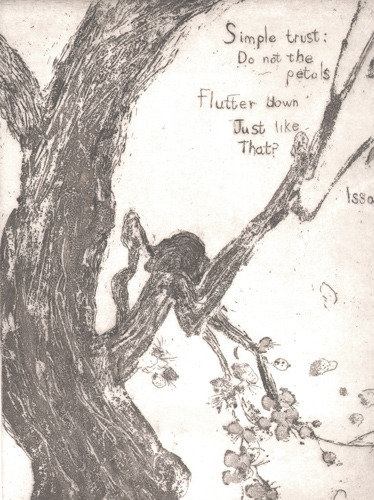 Simple trust:
Do not the
petals
Flutter down
Just like
That?
Issa